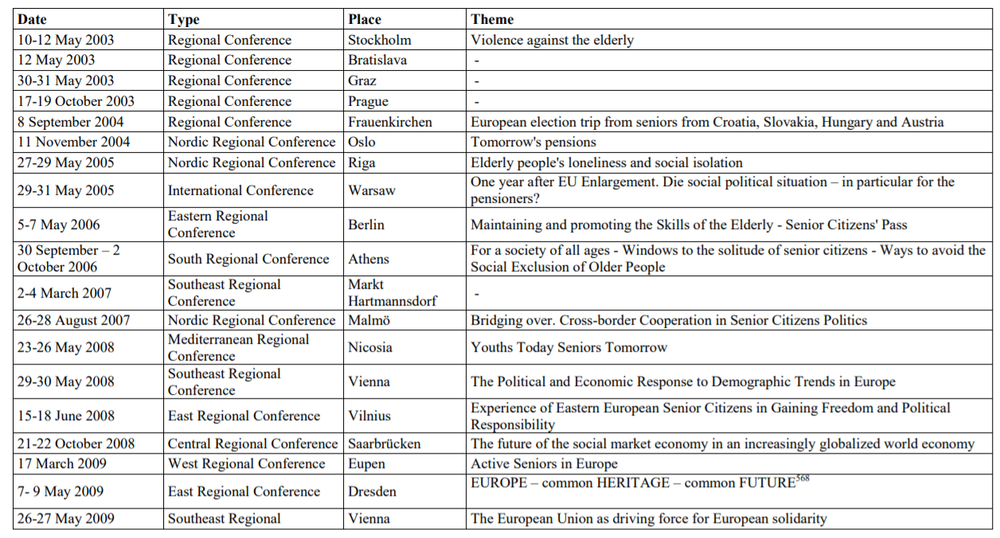 Date Type Place Theme
10-12 May 2003 Regional Conference Stockholm Violence against the elderly
12 May 2003 Regional Conference Bratislava -
30-31 May 2003 Regional Conference Graz -
17-19 October 2003 Regional Conference Prague -
8 September 2004 Regional Conference Frauenkirchen European election trip from seniors from Croatia, Slovakia, Hungary and Austria
11 November 2004 Nordic Regional Conference Oslo Tomorrow's pensions
27-29 May 2005 Nordic Regional Conference Riga Elderly people's loneliness and social isolation
29-31 May 2005 International Conference Warsaw One year after EU Enlargement. Die social political situation – in particular for the
pensioners?
5-7 May 2006 Eastern Regional
Conference Berlin Maintaining and promoting the Skills of the Elderly - Senior Citizens' Pass
30 September – 2
October 2006 South Regional Conference Athens For a society of all ages - Windows to the solitude of senior citizens - Ways to avoid the
Social Exclusion of Older People
2-4 March 2007 Southeast Regional
Conference Markt
Hartmannsdorf -
26-28 August 2007 Nordic Regional Conference Malmö Bridging over. Cross-border Cooperation in Senior Citizens Politics
23-26 May 2008 Mediterranean Regional
Conference Nicosia Youths Today Seniors Tomorrow
29-30 May 2008 Southeast Regional
Conference Vienna The Political and Economic Response to Demographic Trends in Europe
15-18 June 2008 East Regional Conference Vilnius Experience of Eastern European Senior Citizens in Gaining Freedom and Political
Responsibility
21-22 October 2008 Central Regional Conference Saarbrücken The future of the social market economy in an increasingly globalized world economy
17 March 2009 West Regional Conference Eupen Active Seniors in Europe
7- 9 May 2009 East Regional Conference Dresden EUROPE – common HERITAGE – common FUTURE568
26-27 May 2009 Southeast Regional Vienna The European Union as driving force for European solidarity